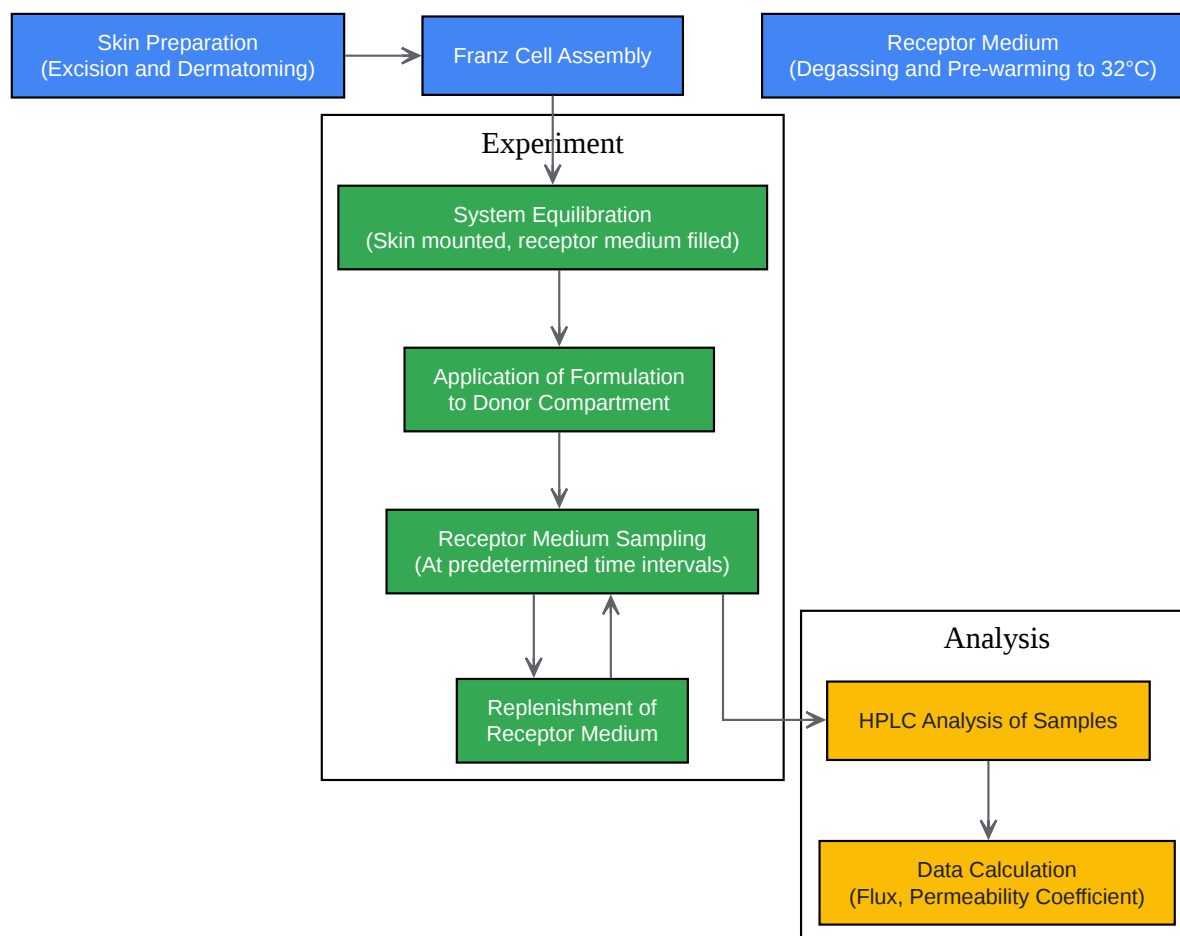 Skin Preparation
(Excision and Dermatoming)
Franz Cell Assembly
Receptor Medium
(Degassing and Pre-warming to 32°C)
Experiment
System Equilibration
(Skin mounted, receptor medium filled)
Application of Formulation
to Donor Compartment
Receptor Medium Sampling
(At predetermined time intervals)
Replenishment of
Receptor Medium
Analysis
HPLC Analysis of Samples
Data Calculation
(Flux, Permeability Coefficient)